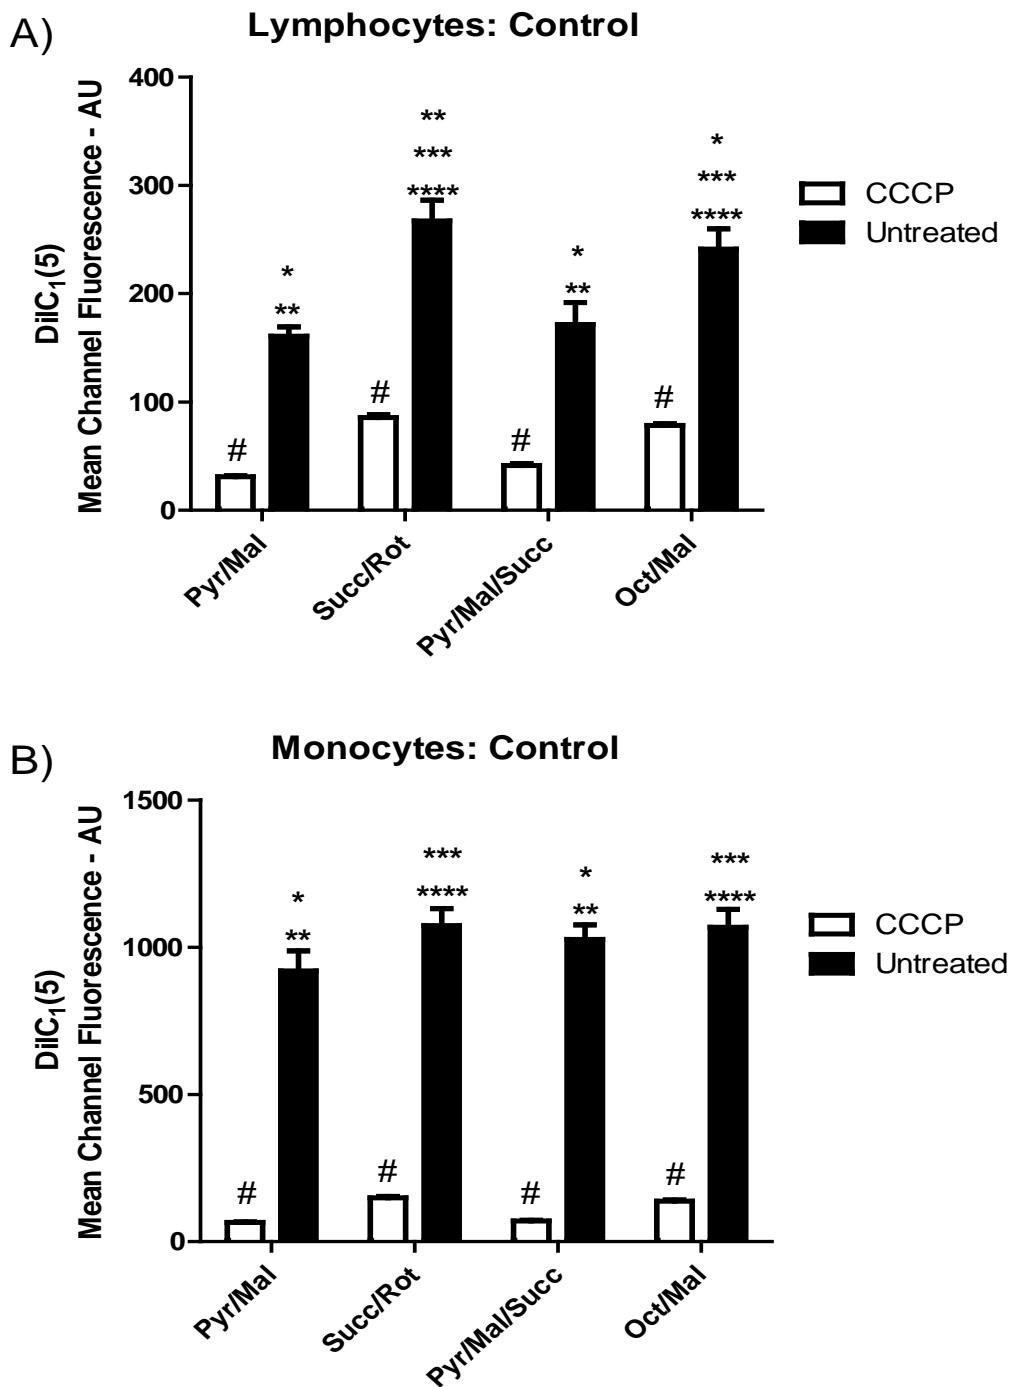 A)
Lymphocytes: Control
DiIC₁(5)
Mean Channel Fluorescence - AU
400
300
200
100
0
**
***
****
*
***
****
*
**
*
**
#
#
#
#
CCCP
Untreated
Pyr/Mal
Succ/Rot
Pyr/Mal/Succ
Oct/Mal
B)
Monocytes: Control
DiIC₁(5)
Mean Channel Fluorescence - AU
1500
1000
500
0
*
**
***
****
*
**
***
****
#
#
#
#
CCCP
Untreated
Pyr/Mal
Succ/Rot
Pyr/Mal/Succ
Oct/Mal